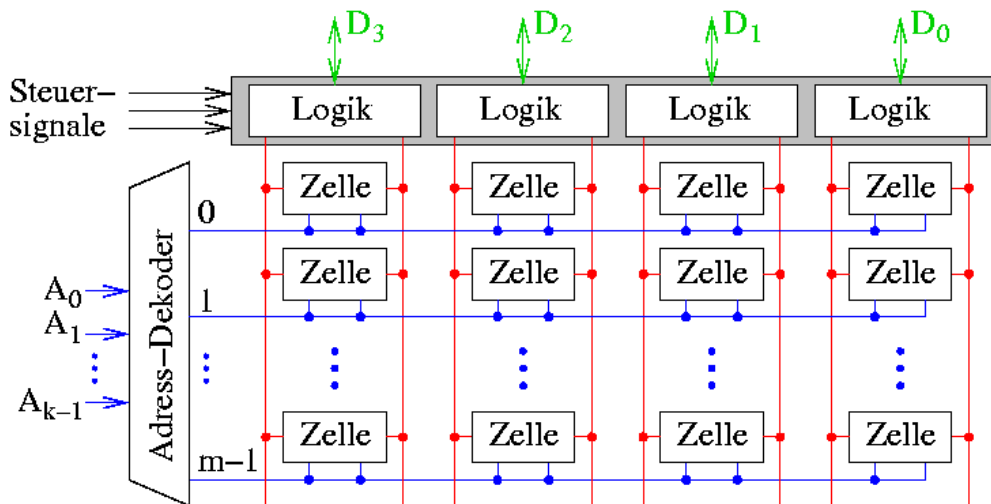 D3 D2 D1 D0
Steuer–
signale
Logik Logik Logik Logik
Zelle Zelle Zelle Zelle
0
Zelle Zelle Zelle Zelle
1
A0
A1
Ak–1
Adress–Dekoder
Zelle Zelle Zelle Zelle
m–1